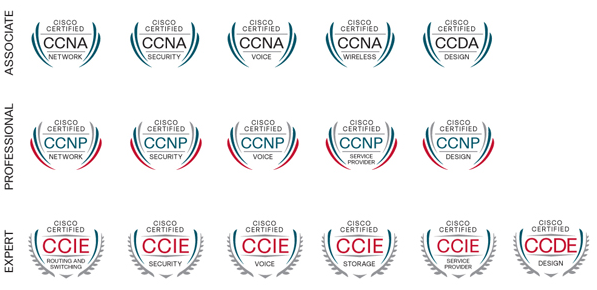 ASSOCIATE
CISCO
CERTIFIED
CCNA
NETWORK
CISCO
CERTIFIED
CCNA
SECURITY
CISCO
CERTIFIED
CCNA
VOICE
CISCO
CERTIFIED
CCNA
WIRELESS
CISCO
CERTIFIED
CCDA
DESIGN
PROFESSIONAL
CISCO
CERTIFIED
CCNP
NETWORK
CISCO
CERTIFIED
CCNP
SECURITY
CISCO
CERTIFIED
CCNP
VOICE
CISCO
CERTIFIED
CCNP
SERVICE
PROVIDER
CISCO
CERTIFIED
CCNP
DESIGN
EXPERT
CISCO
CERTIFIED
CCIE
ROUTING AND
SWITCHING
CISCO
CERTIFIED
CCIE
SECURITY
CISCO
CERTIFIED
CCIE
VOICE
CISCO
CERTIFIED
CCIE
STORAGE
CISCO
CERTIFIED
CCIE
SERVICE
PROVIDER
CISCO
CERTIFIED
CCDE
DESIGN